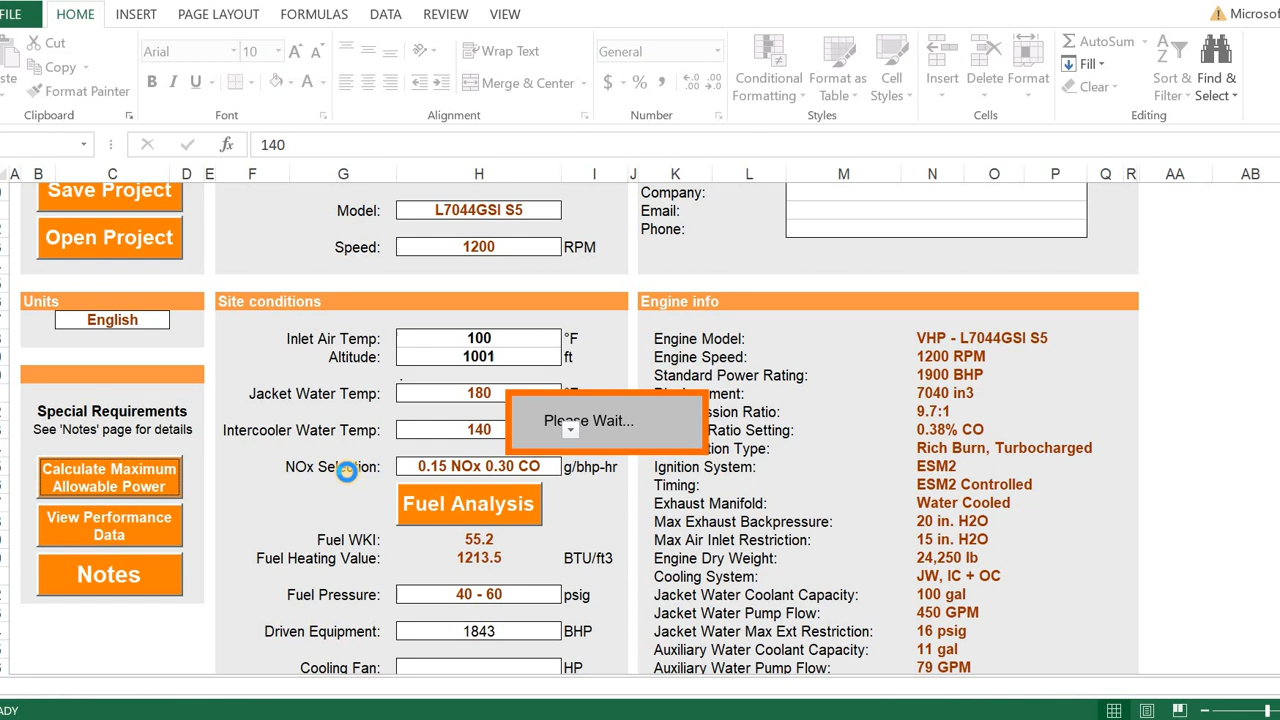 FILE HOME INSERT PAGE LAYOUT FORMULAS DATA REVIEW VIEW Microsof
Cut
Copy
Format Painter
Clipboard
Arial 10
B I U
Font
Wrap Text
Merge & Center
Alignment
General
$ % ,
Number
Formatting
Format as
Table
Cell
Styles
Styles
Insert Delete Format
Cells
AutoSum
Fill
Clear
Sort &
Filter
Find &
Select
Editing
fx 140
A B C D E F G H I J K L M N O P Q R AA AB
Save Project
Open Project
Model: L7044GSI S5
Speed: 1200 RPM
Company:
Email:
Phone:
Units
English
Special Requirements
See 'Notes' page for details
Calculate Maximum
Allowable Power
View Performance
Data
Notes
Site conditions
Inlet Air Temp: 100 °F
Altitude: 1001 ft
Jacket Water Temp: 180
Intercooler Water Temp: 140
NOx Selection: 0.15 NOx 0.30 CO g/bhp-hr
Fuel Analysis
Fuel WKI: 55.2
Fuel Heating Value: 1213.5 BTU/ft3
Fuel Pressure: 40 - 60 psig
Driven Equipment: 1843 BHP
Cooling Fan: HP
Please Wait...
Engine info
Engine Model: VHP - L7044GSI S5
Engine Speed: 1200 RPM
Standard Power Rating: 1900 BHP
7040 in3
Ratio: 9.7:1
Ratio Setting: 0.38% CO
Type: Rich Burn, Turbocharged
Ignition System: ESM2
Timing: ESM2 Controlled
Exhaust Manifold: Water Cooled
Max Exhaust Backpressure: 20 in. H2O
Max Air Inlet Restriction: 15 in. H2O
Engine Dry Weight: 24,250 lb
Cooling System: JW, IC + OC
Jacket Water Coolant Capacity: 100 gal
Jacket Water Pump Flow: 450 GPM
Jacket Water Max Ext Restriction: 16 psig
Auxiliary Water Coolant Capacity: 11 gal
Auxiliary Water Pump Flow: 79 GPM